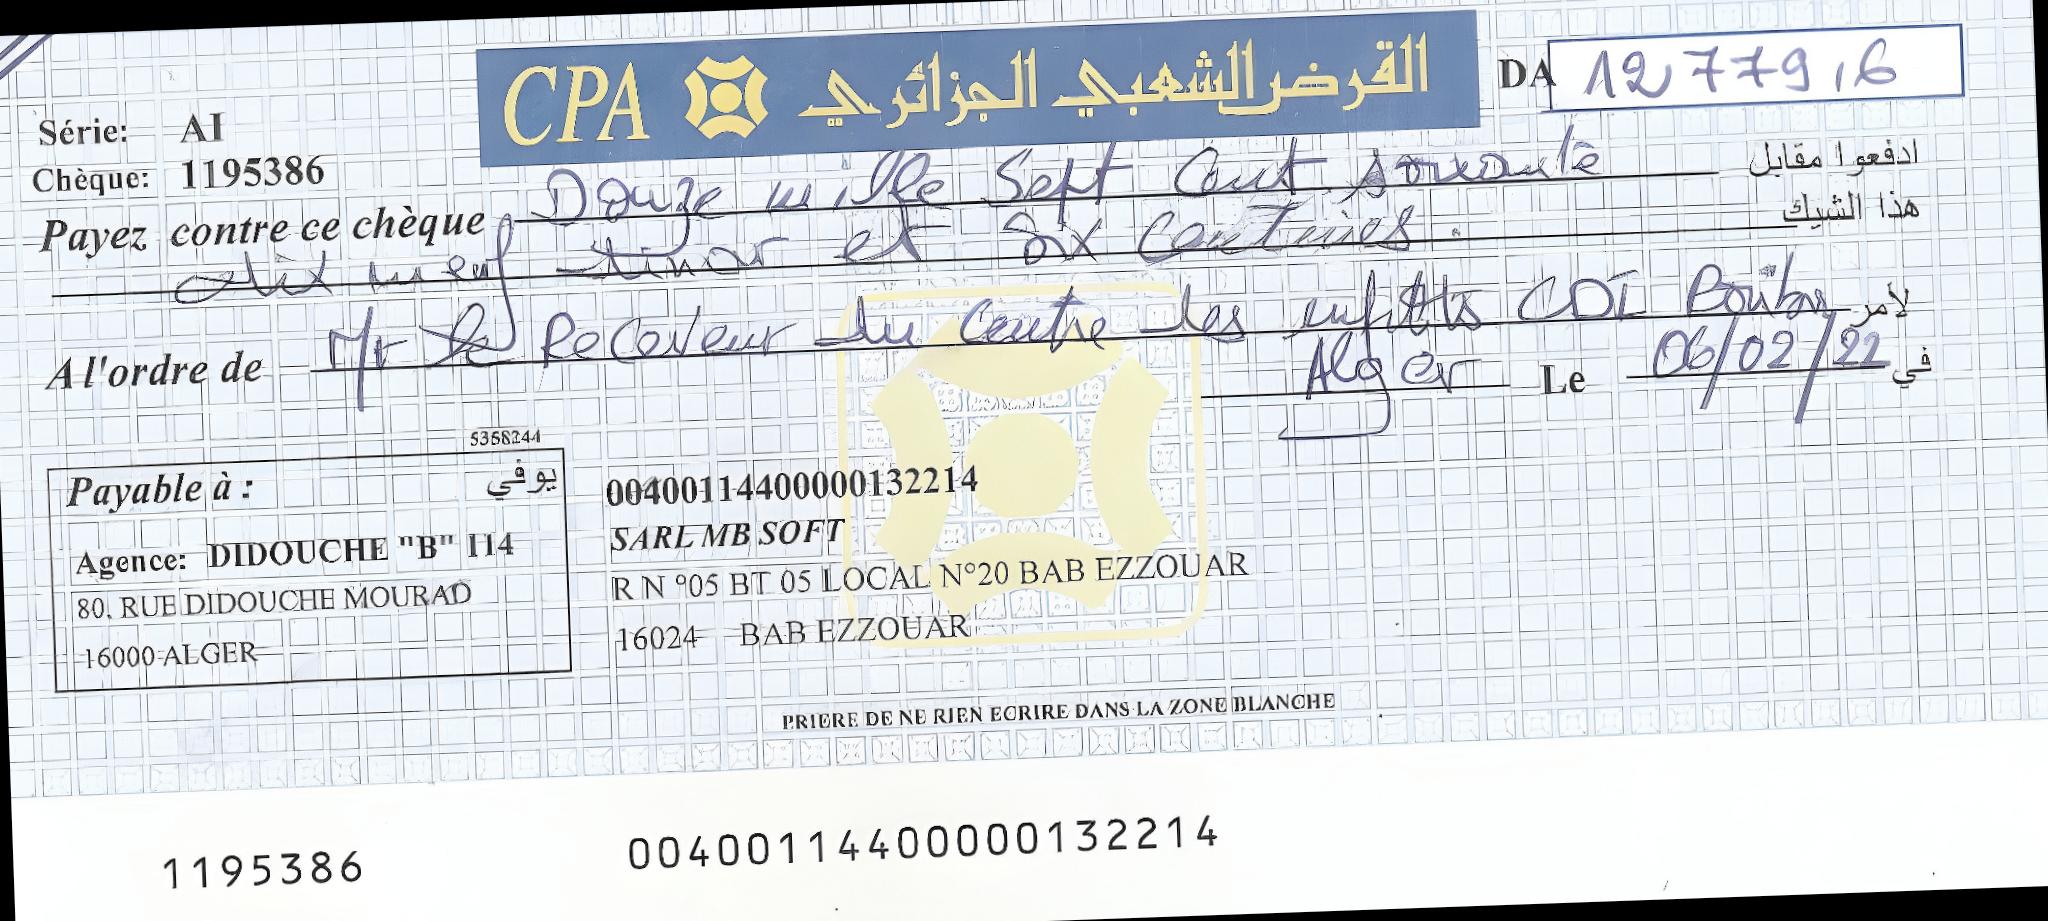 CPA القرض الشعبي الجزائري
DA 12779,6
Série: AI
Chèque: 1195386
ادفعوا مقابل
هذا الشيك
Payez contre ce chèque Douze mille Sept Cent soixante
dix neuf dinar et Six Centimes.
A l'ordre de Mr le Receveur du Centre des impôts CDI لأمر
Alger Le 06/02/22 في
5358244
Payable à : يوفي
Agence: DIDOUCHE "B" 114
80, RUE DIDOUCHE MOURAD
16000 ALGER
00400114400000132214
SARL MB SOFT
R N °05 BT 05 LOCAL N°20 BAB EZZOUAR
16024 BAB EZZOUAR
PRIERE DE NE RIEN ECRIRE DANS LA ZONE BLANCHE
1195386 00400114400000132214